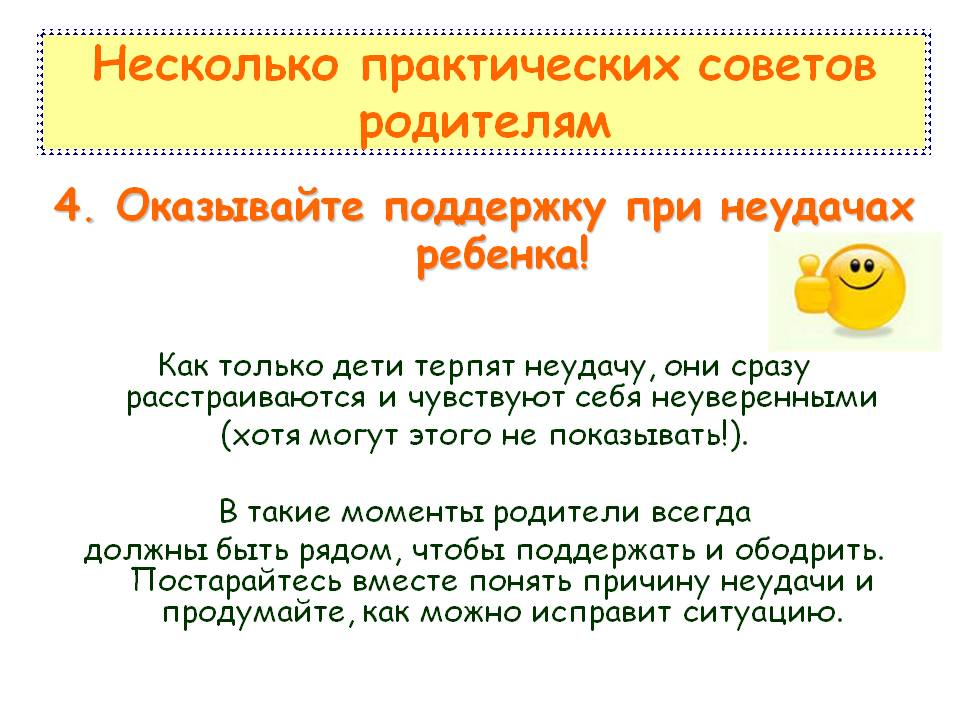 Несколько практических советов
родителям
4. Оказывайте поддержку при неудачах
ребенка!
Как только дети терпят неудачу, они сразу
расстраиваются и чувствуют себя неуверенными
(хотя могут этого не показывать!).
В такие моменты родители всегда
должны быть рядом, чтобы поддержать и ободрить.
Постарайтесь вместе понять причину неудачи и
продумайте, как можно исправит ситуацию.